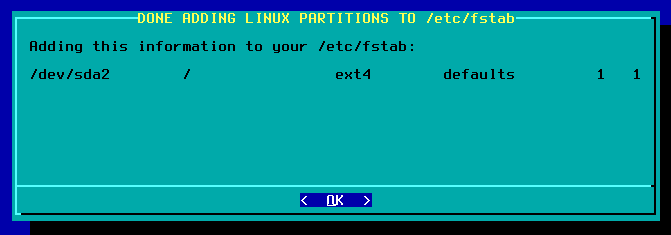 DONE ADDING LINUX PARTITIONS TO /etc/fstab
Adding this information to your /etc/fstab:
/dev/sda2 / ext4 defaults 1 1
< OK >